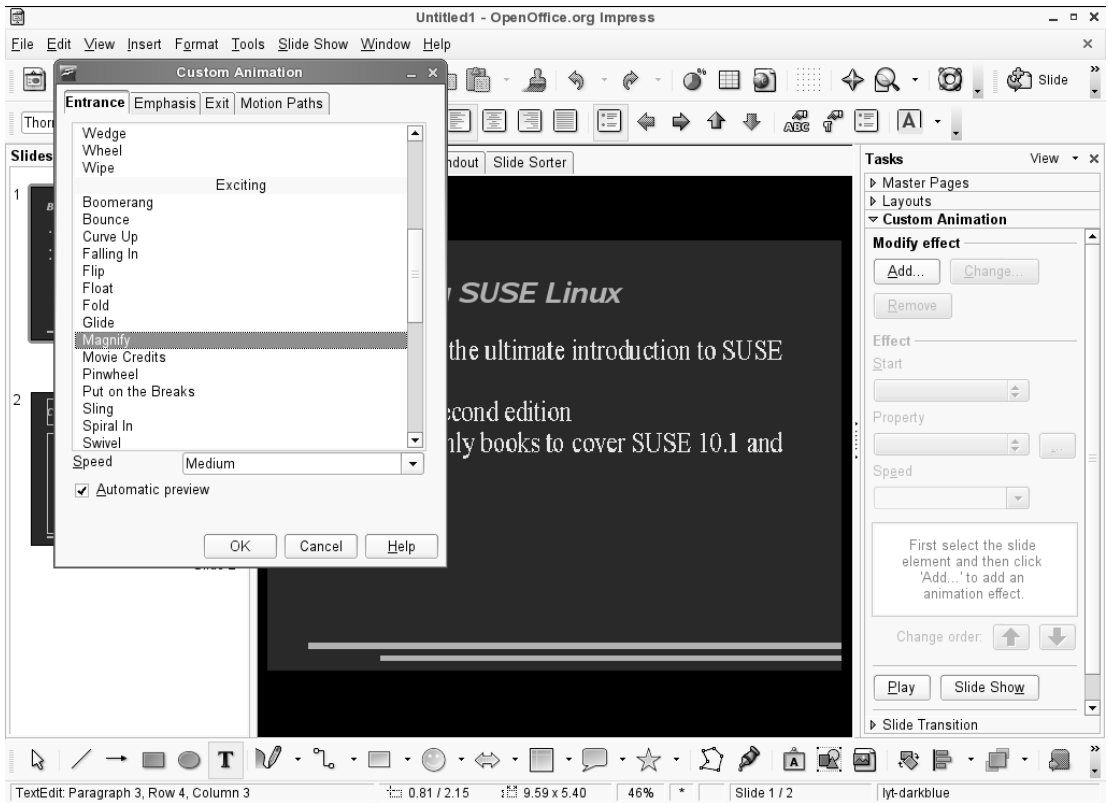 Untitled1 - OpenOffice.org Impress
File Edit View Insert Format Tools Slide Show Window Help
Slide
Custom Animation
Entrance Emphasis Exit Motion Paths
Wedge
Wheel
Wipe
Exciting
Boomerang
Bounce
Curve Up
Falling In
Flip
Float
Fold
Glide
Magnify
Movie Credits
Pinwheel
Put on the Breaks
Sling
Spiral In
Swivel
Speed Medium
Automatic preview
OK Cancel Help
ABC A
Slides
1
2
Slide Sorter
SUSE Linux
the ultimate introduction to SUSE
edition
books to cover SUSE 10.1 and
Tasks View
Master Pages
Layouts
Custom Animation
Modify effect
Add... Change...
Remove
Effect
Start
Property
...
Speed
First select the slide
element and then click
'Add...' to add an
animation effect.
Change order:
Play Slide Show
Slide Transition
T A
TextEdit: Paragraph 3, Row 4, Column 3 0.81 / 2.15 9.59 x 5.40 46% * Slide 1 / 2 lyt-darkblue